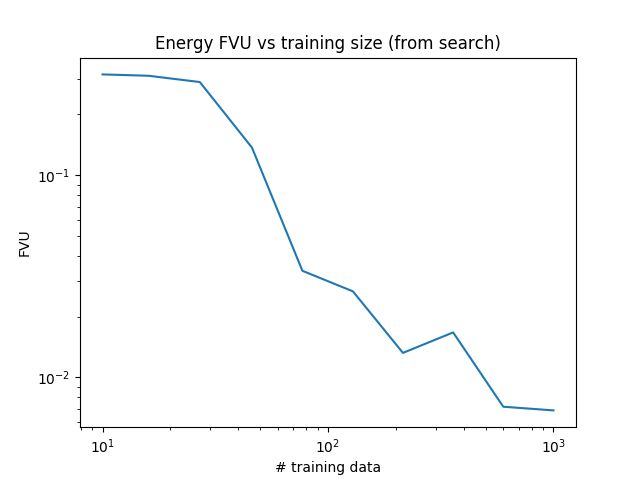 Energy FVU vs training size (from search)
FVU
10⁻¹
10⁻²
10¹ 10² 10³
# training data